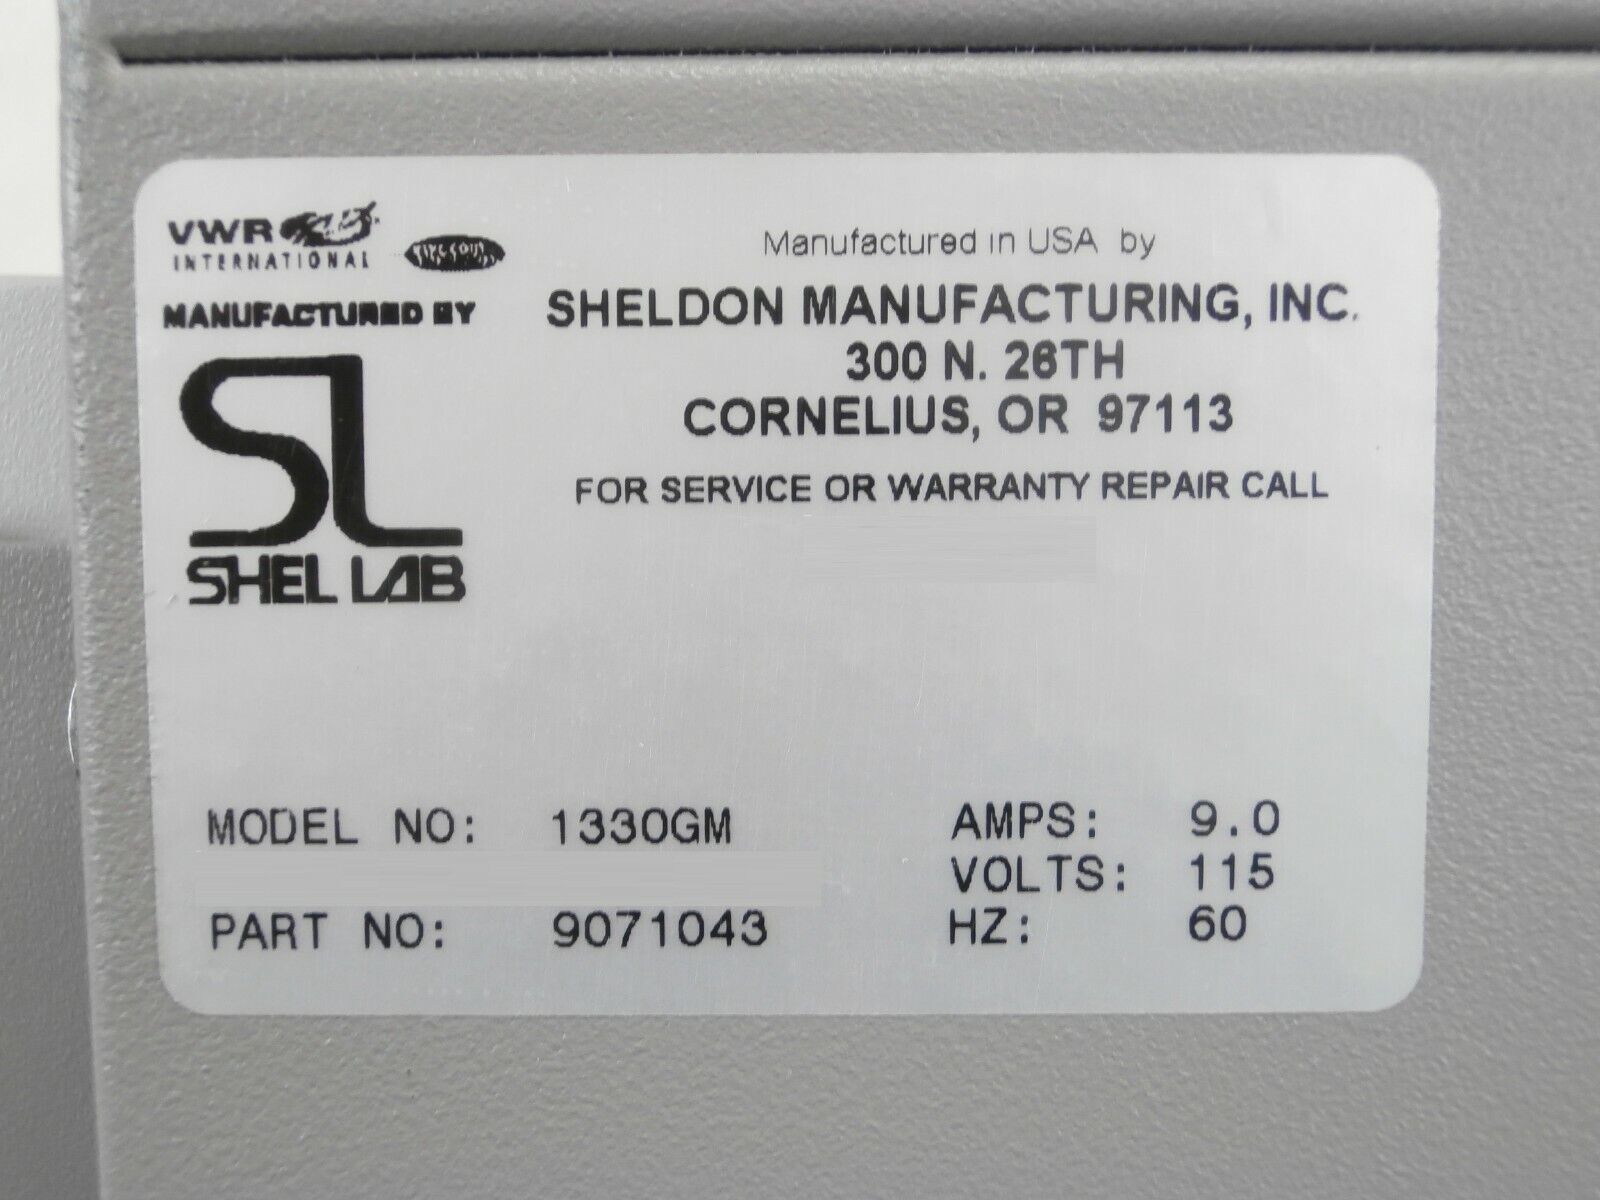 VWR
INTERNATIONAL
MANUFACTURED BY
SL
SHEL LAB
Manufactured in USA by
SHELDON MANUFACTURING, INC.
300 N. 26TH
CORNELIUS, OR 97113
FOR SERVICE OR WARRANTY REPAIR CALL
MODEL NO: 1330GM
PART NO: 9071043
AMPS: 9.0
VOLTS: 115
HZ: 60